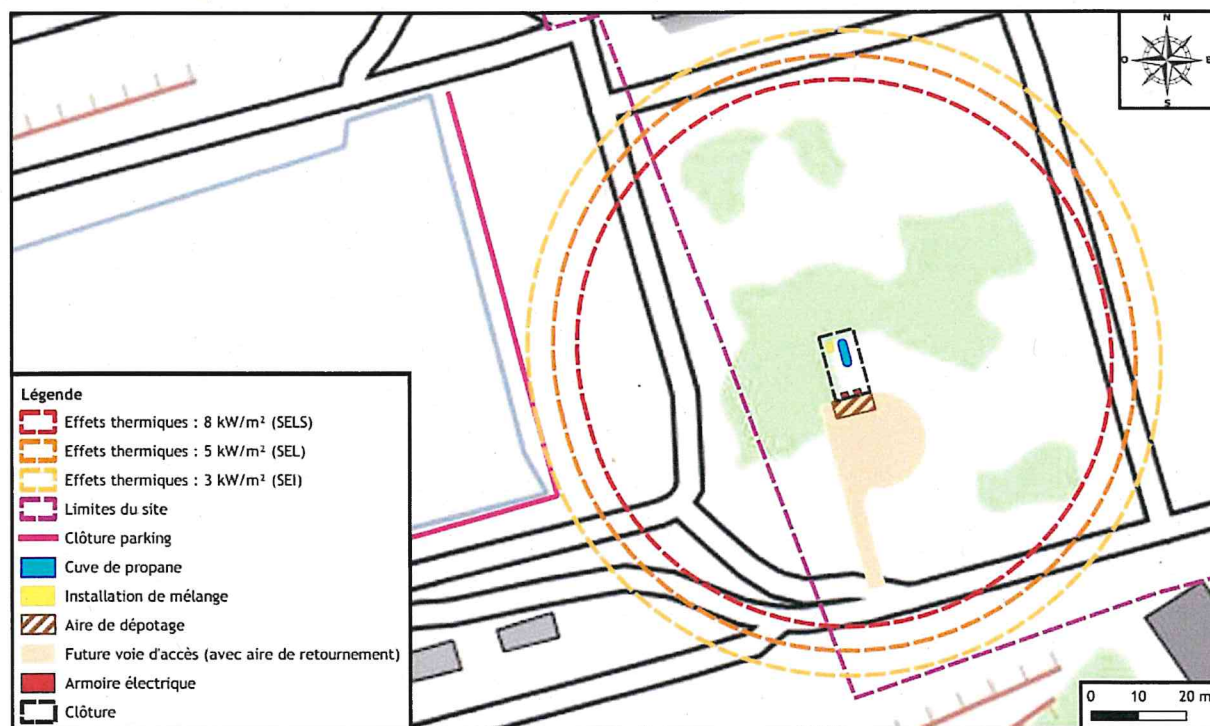 N
O
E
S
Légende
Effets thermiques : 8 kW/m² (SELS)
Effets thermiques : 5 kW/m² (SEL)
Effets thermiques : 3 kW/m² (SEI)
Limites du site
Clôture parking
Cuve de propane
Installation de mélange
Aire de dépotage
Future voie d'accès (avec aire de retournement)
Armoire électrique
Clôture
0 10 20 m